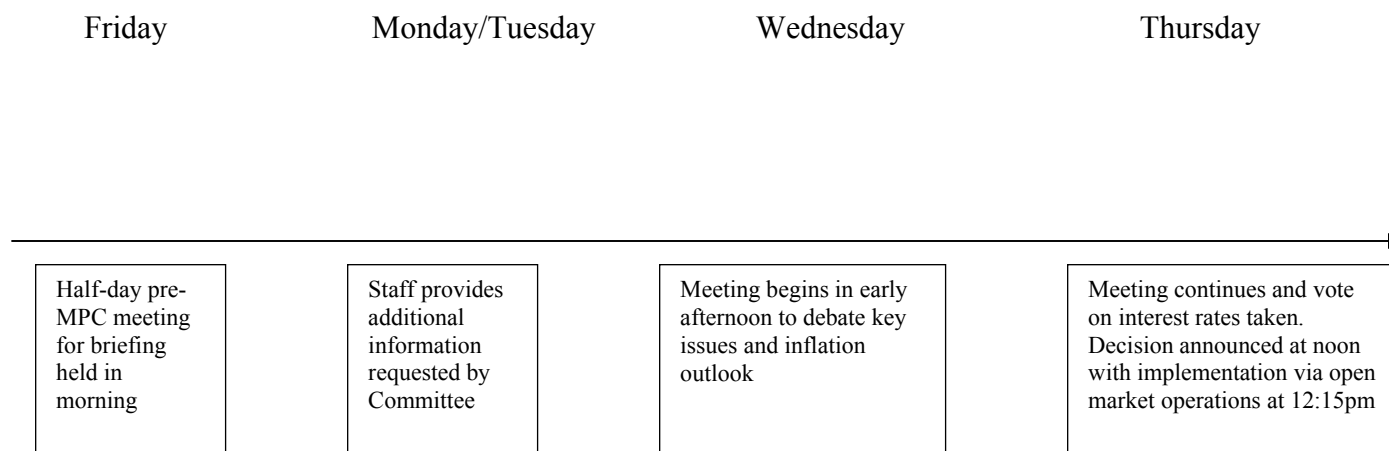 Friday
Monday/Tuesday
Wednesday
Thursday
Half-day pre-
MPC meeting
for briefing
held in
morning
Staff provides
additional
information
requested by
Committee
Meeting begins in early
afternoon to debate key
issues and inflation
outlook
Meeting continues and vote
on interest rates taken.
Decision announced at noon
with implementation via open
market operations at 12:15pm